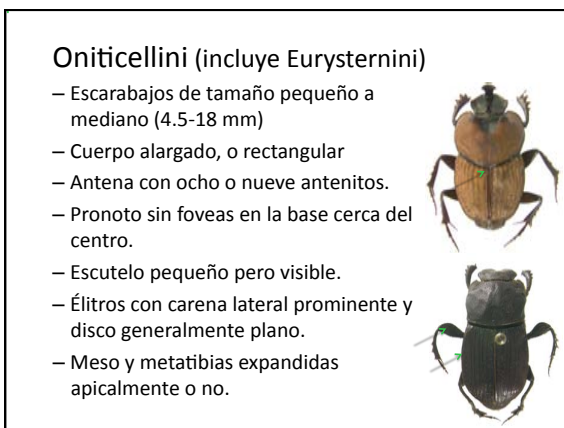 Oniticellini (incluye Eurysternini)
– Escarabajos de tamaño pequeño a
mediano (4.5-18 mm)
– Cuerpo alargado, o rectangular
– Antena con ocho o nueve antenitos.
– Pronoto sin foveas en la base cerca del
centro.
– Escutelo pequeño pero visible.
– Élitros con carena lateral prominente y
disco generalmente plano.
– Meso y metatibias expandidas
apicalmente o no.